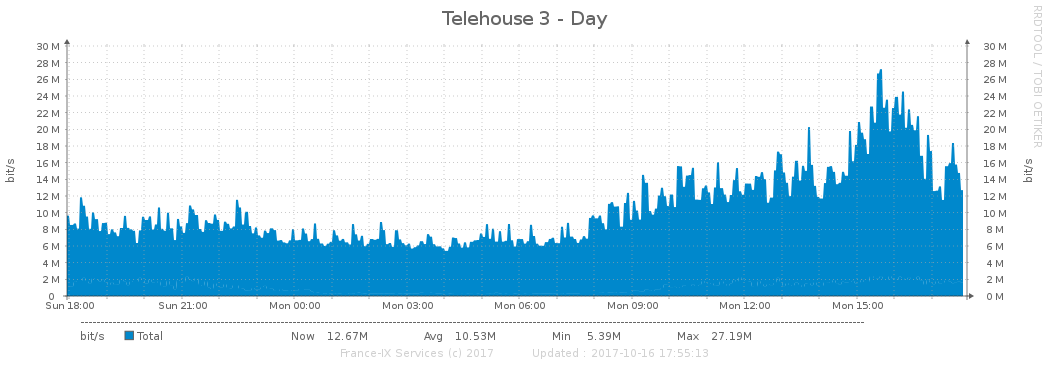 Telehouse 3 - Day
RRDTOOL / TOBI OETIKER
bit/s
30 M 30 M
28 M 28 M
26 M 26 M
24 M 24 M
22 M 22 M
20 M 20 M
18 M 18 M
16 M 16 M
14 M 14 M
12 M 12 M
10 M 10 M
8 M 8 M
6 M 6 M
4 M 4 M
2 M 2 M
0 0 M
bit/s
Sun 18:00 Sun 21:00 Mon 00:00 Mon 03:00 Mon 06:00 Mon 09:00 Mon 12:00 Mon 15:00
bit/s Total Now 12.67M Avg 10.53M Min 5.39M Max 27.19M
France-IX Services (c) 2017 Updated : 2017-10-16 17:55:13